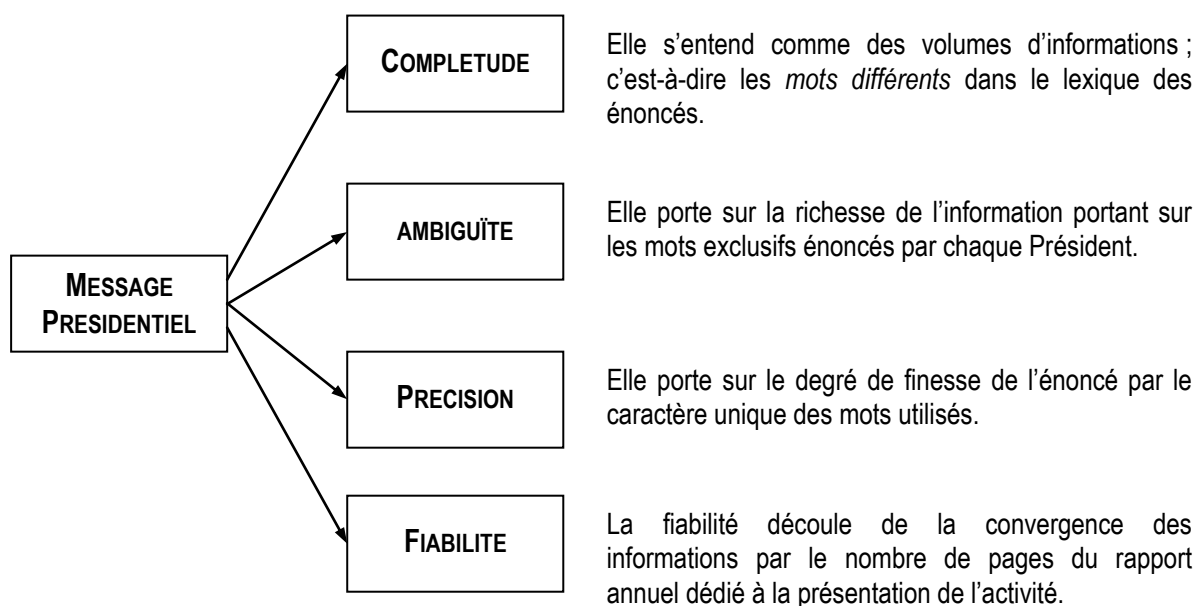 COMPLETUDE
Elle s’entend comme des volumes d’informations ;
c’est-à-dire les mots différents dans le lexique des
énoncés.
AMBIGUÏTE
Elle porte sur la richesse de l’information portant sur
les mots exclusifs énoncés par chaque Président.
MESSAGE
PRESIDENTIEL
PRECISION
Elle porte sur le degré de finesse de l’énoncé par le
caractère unique des mots utilisés.
FIABILITE
La fiabilité découle de la convergence des
informations par le nombre de pages du rapport
annuel dédié à la présentation de l’activité.